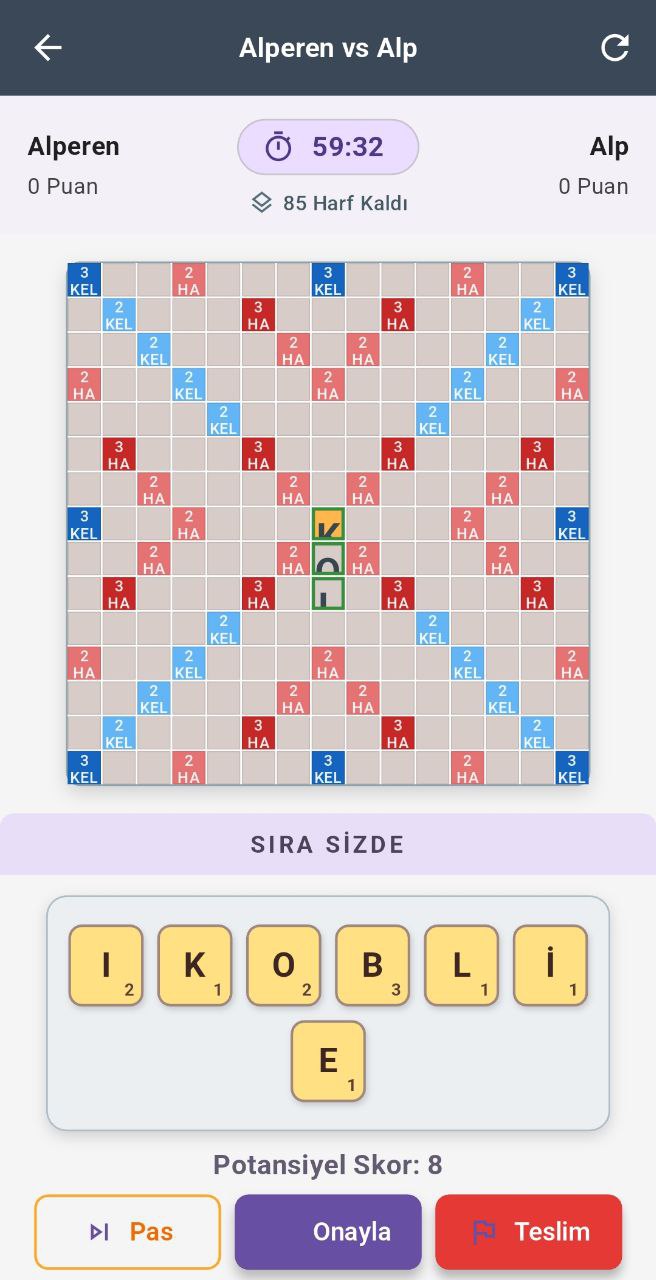 Alperen vs Alp
Alperen 59:32 Alp
0 Puan 85 Harf Kaldı 0 Puan
3 KEL 2 HA 3 KEL 2 HA 3 KEL
2 KEL 3 HA 3 HA 2 KEL
2 KEL 2 HA 2 HA 2 KEL
2 HA 2 KEL 2 HA 2 KEL 2 HA
2 KEL 2 KEL
3 HA 3 HA 3 HA 3 HA
2 HA 2 HA 2 HA 2 HA
3 KEL 2 HA K 2 HA 3 KEL
2 HA 2 HA O 2 HA 2 HA
3 HA 3 HA L 3 HA 3 HA
2 KEL 2 KEL
2 HA 2 KEL 2 HA 2 KEL 2 HA
2 KEL 2 HA 2 HA 2 KEL
2 KEL 3 HA 3 HA 2 KEL
3 KEL 2 HA 3 KEL 2 HA 3 KEL
SIRA SİZDE
I 2 K 1 O 2 B 3 L 1 İ 1
E 1
Potansiyel Skor: 8
Pas Onayla Teslim